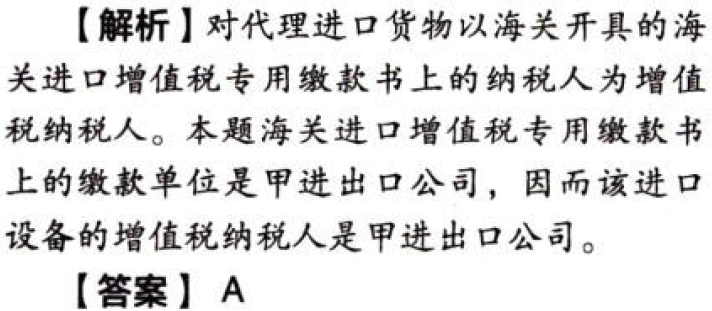 【解析】对代理进口货物以海关开具的海
关进口增值税专用缴款书上的纳税人为增值
税纳税人。本题海关进口增值税专用缴款书
上的缴款单位是甲进出口公司，因而该进口
设备的增值税纳税人是甲进出口公司。
【答案】 A